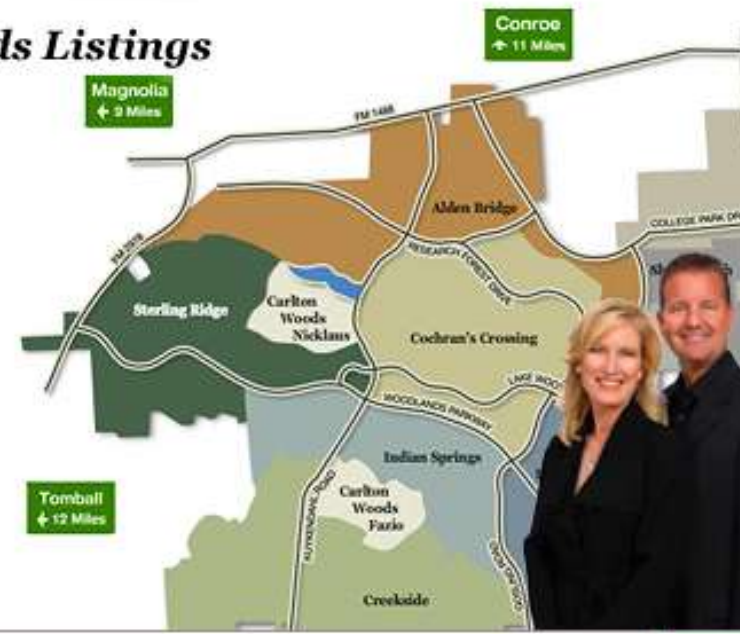 ds Listings
Conroe
11 Miles
Magnolia
9 Miles
FM 1488
Alden Bridge
COLLEGE PARK DR
FM 2978
RESEARCH FOREST DRIVE
Sterling Ridge
Carlton
Woods
Nicklaus
Cochran's Crossing
LAKE WOO
WOODLANDS PARKWAY
Indian Springs
Tomball
12 Miles
KUYKENDAHL ROAD
Carlton
Woods
Fazio
GOSLING ROAD
Creekside